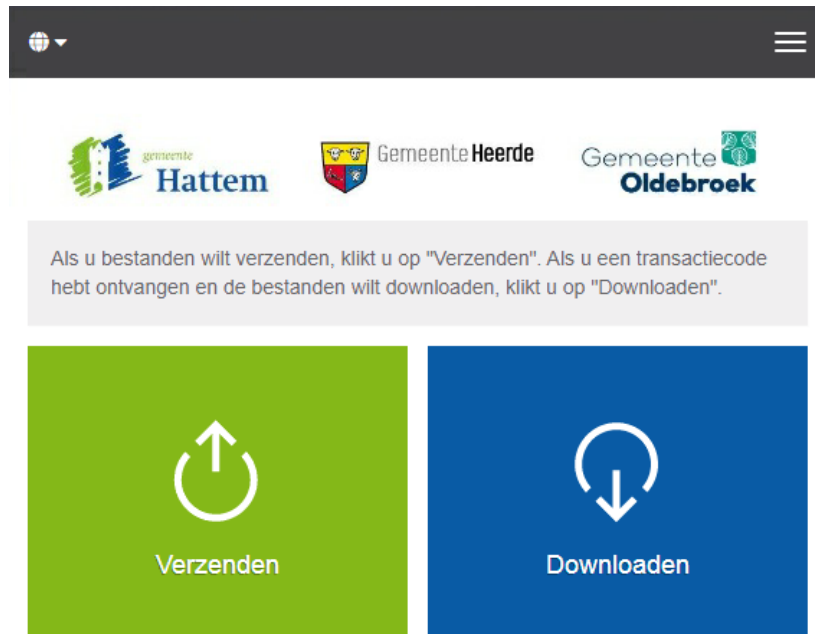 gemeente
Hattem
Gemeente Heerde
Gemeente
Oldebroek
Als u bestanden wilt verzenden, klikt u op "Verzenden". Als u een transactiecode
hebt ontvangen en de bestanden wilt downloaden, klikt u op "Downloaden".
Verzenden
Downloaden